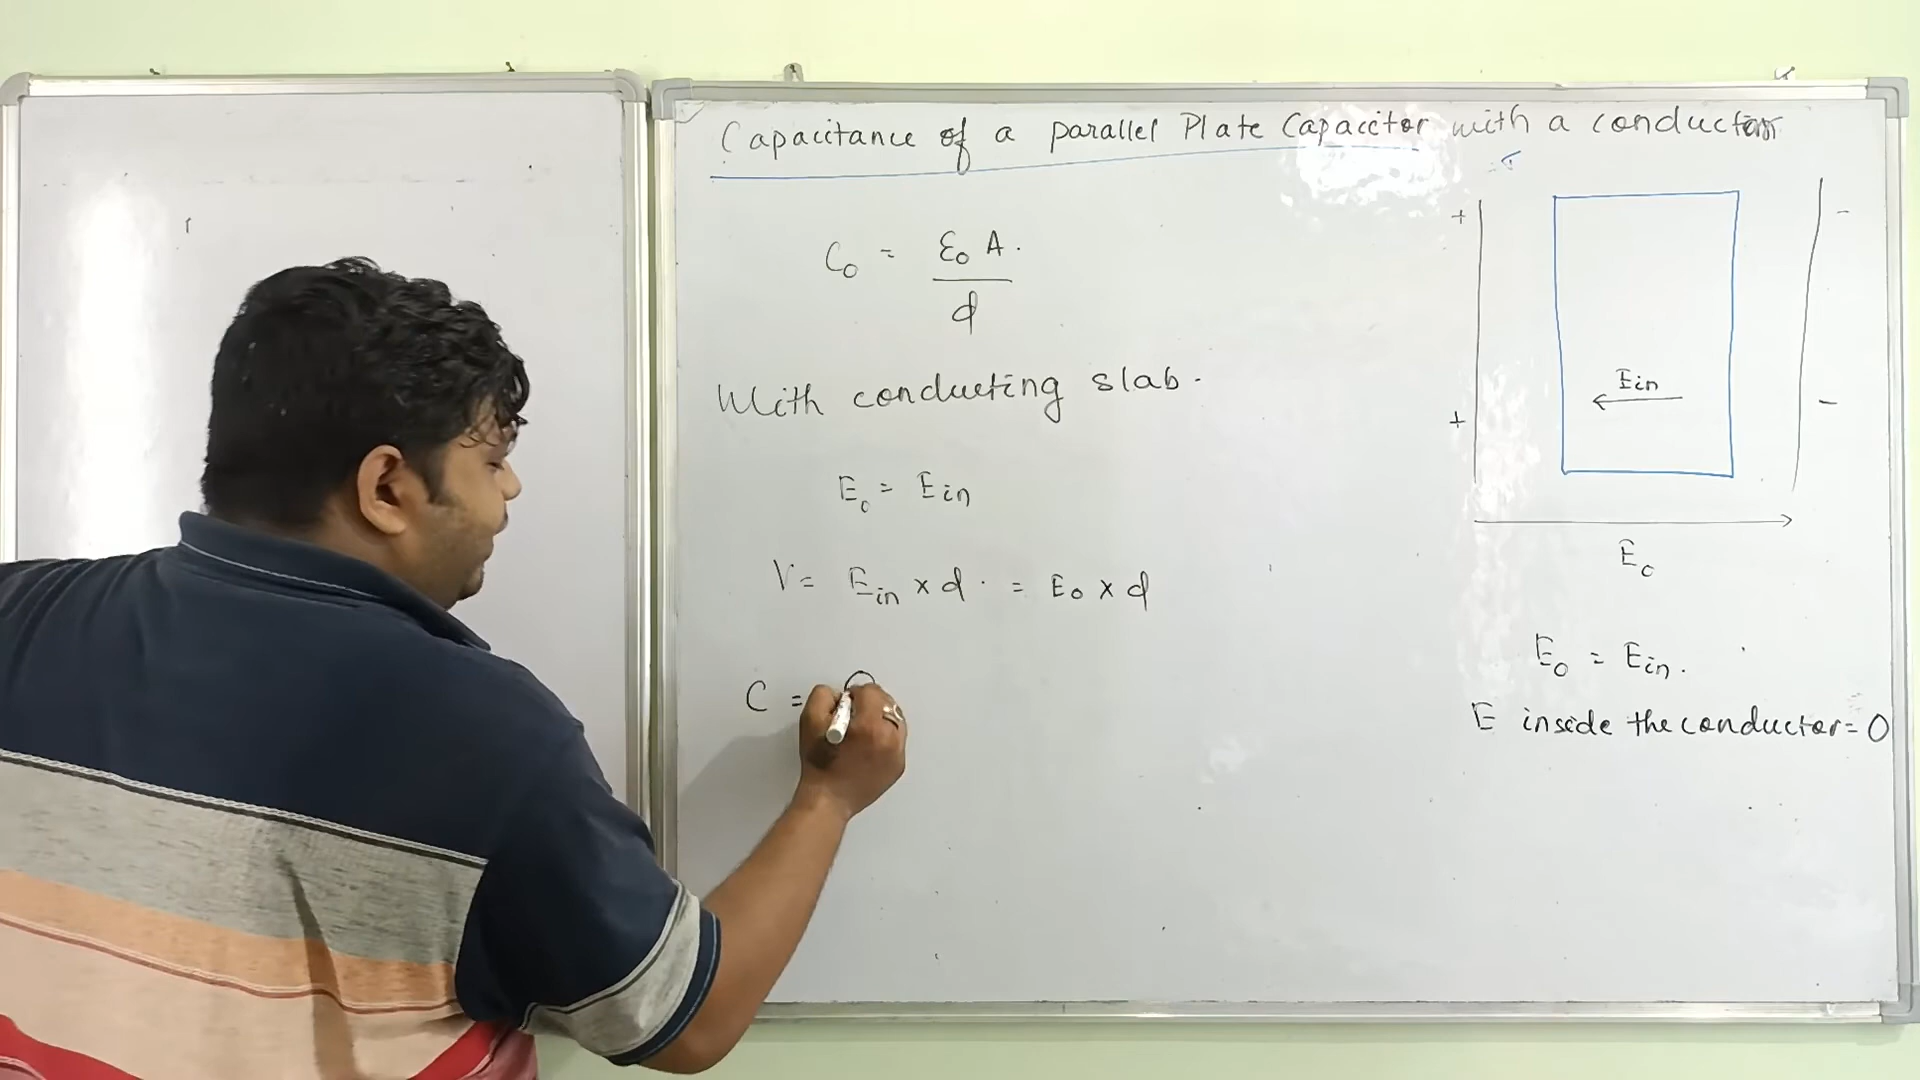 Capacitance of a parallel Plate Capacitor with a conductor
C₀ = ε₀ A.
d
With conducting slab.
E₀ = Ein
V = Ein × d . = E₀ × d
C =
+
-
+
-
Ein
E₀
E₀ = Ein.
E inside the conductor = 0